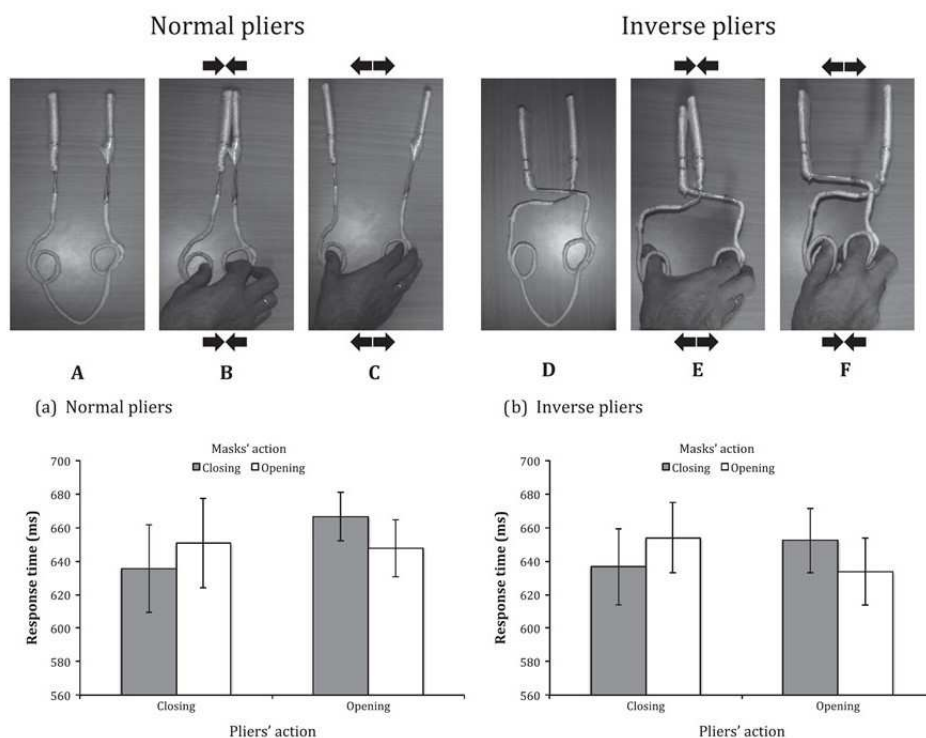 Normal pliers
Inverse pliers
A
B
C
D
E
F
(a) Normal pliers
(b) Inverse pliers
Masks' action
Closing
Opening
700
680
660
640
620
600
580
560
Response time (ms)
Closing
Opening
Pliers' action
Masks' action
Closing
Opening
700
680
660
640
620
600
580
560
Response time (ms)
Closing
Opening
Pliers' action